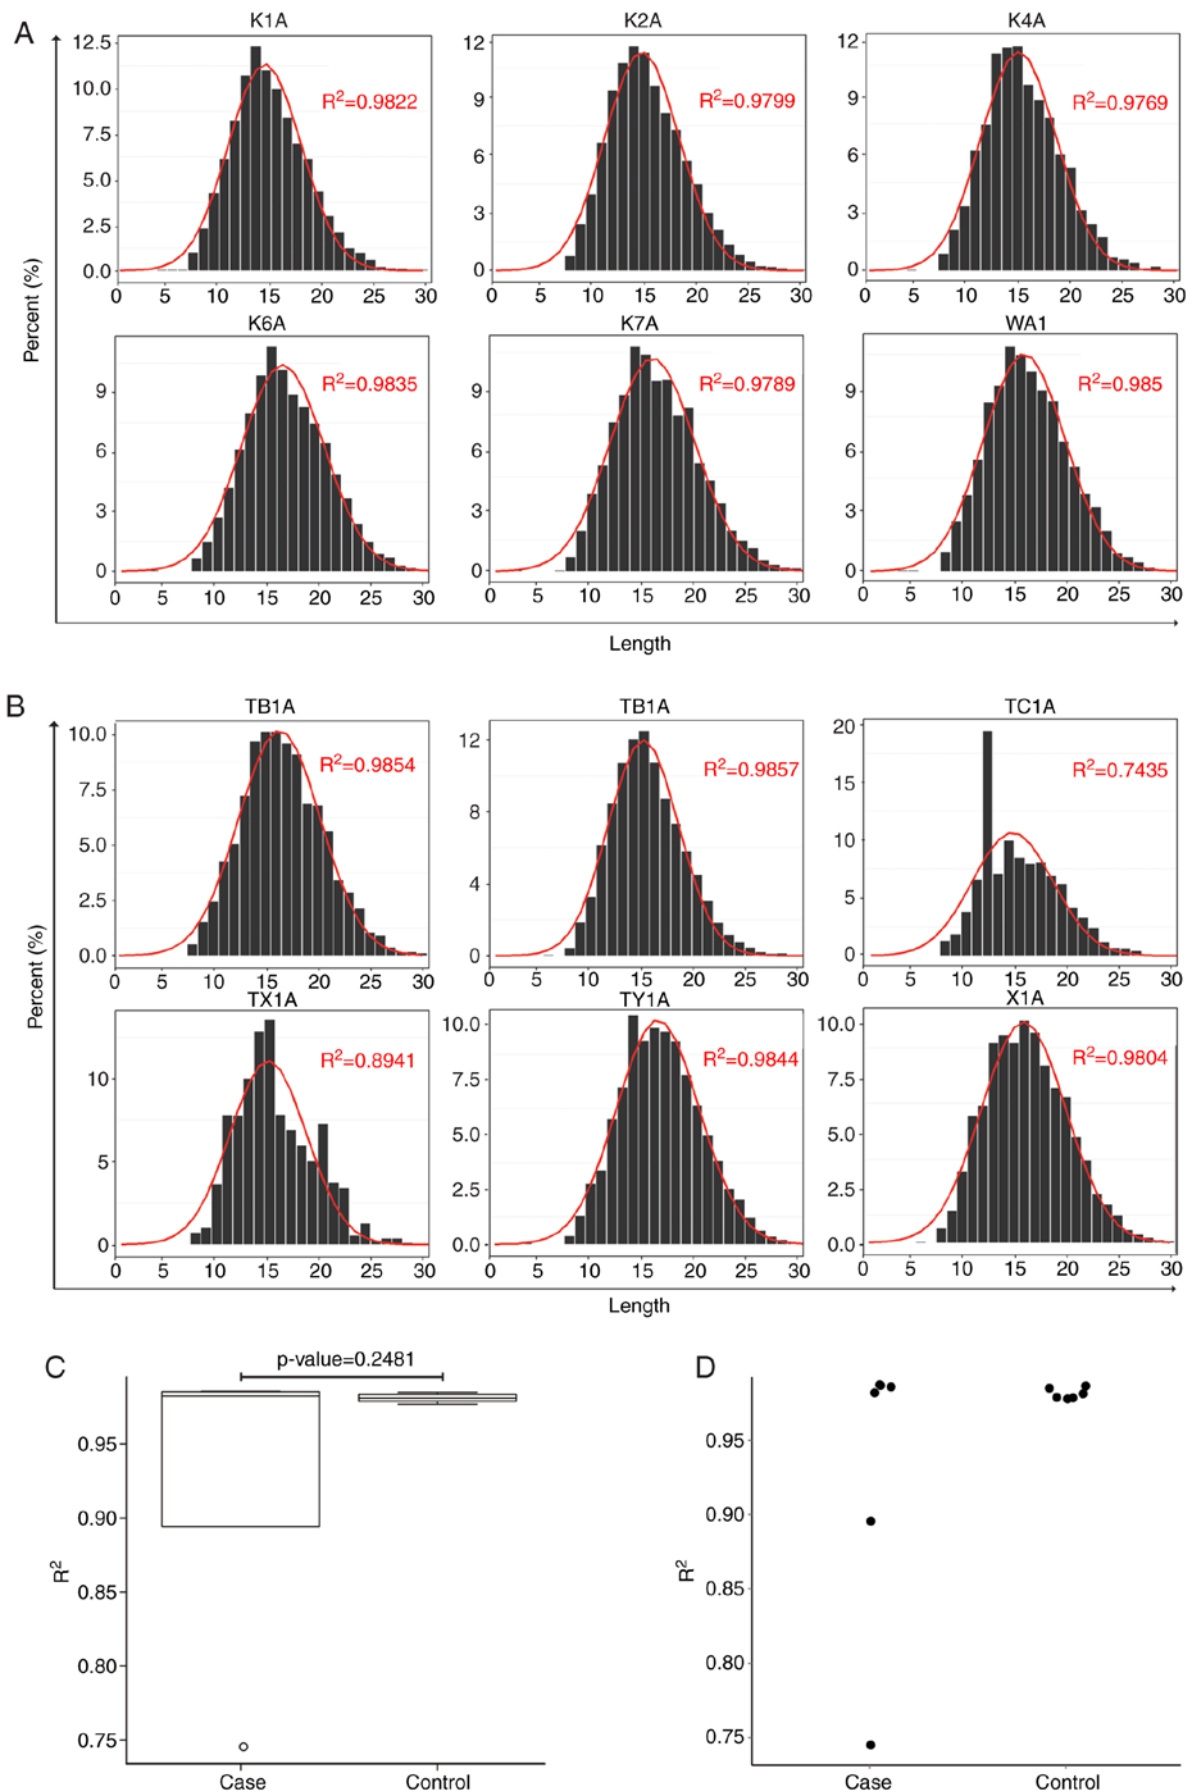 A
K1A
K2A
K4A
12.5
10.0
7.5
5.0
2.5
0.0
R²=0.9822
0 5 10 15 20 25 30
12
9
6
3
0
R²=0.9799
0 5 10 15 20 25 30
12
9
6
3
0
R²=0.9769
0 5 10 15 20 25 30
Percent (%)
K6A
K7A
WA1
9
6
3
0
R²=0.9835
0 5 10 15 20 25 30
9
6
3
0
R²=0.9789
0 5 10 15 20 25 30
9
6
3
0
R²=0.985
0 5 10 15 20 25 30
Length
B
TB1A
TB1A
TC1A
10.0
7.5
5.0
2.5
0.0
R²=0.9854
0 5 10 15 20 25 30
12
8
4
0
R²=0.9857
0 5 10 15 20 25 30
20
10
5
0
R²=0.7435
0 5 10 15 20 25 30
Percent (%)
TX1A
TY1A
X1A
10
5
0
R²=0.8941
0 5 10 15 20 25 30
10.0
7.5
5.0
2.5
0.0
R²=0.9844
0 5 10 15 20 25 30
10.0
7.5
5.0
2.5
0.0
R²=0.9804
0 5 10 15 20 25 30
Length
C
p-value=0.2481
0.95
0.90
0.85
0.80
0.75
R²
Case Control
D
0.95
0.90
0.85
0.80
0.75
R²
Case Control